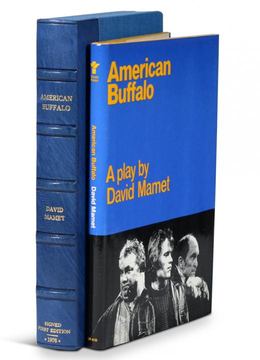 AMERICAN
BUFFALO
DAVID
MAMET
SIGNED
FIRST EDITION
• 1976 •
American Buffalo David Mamet
American
Buffalo
A play by
David Mamet